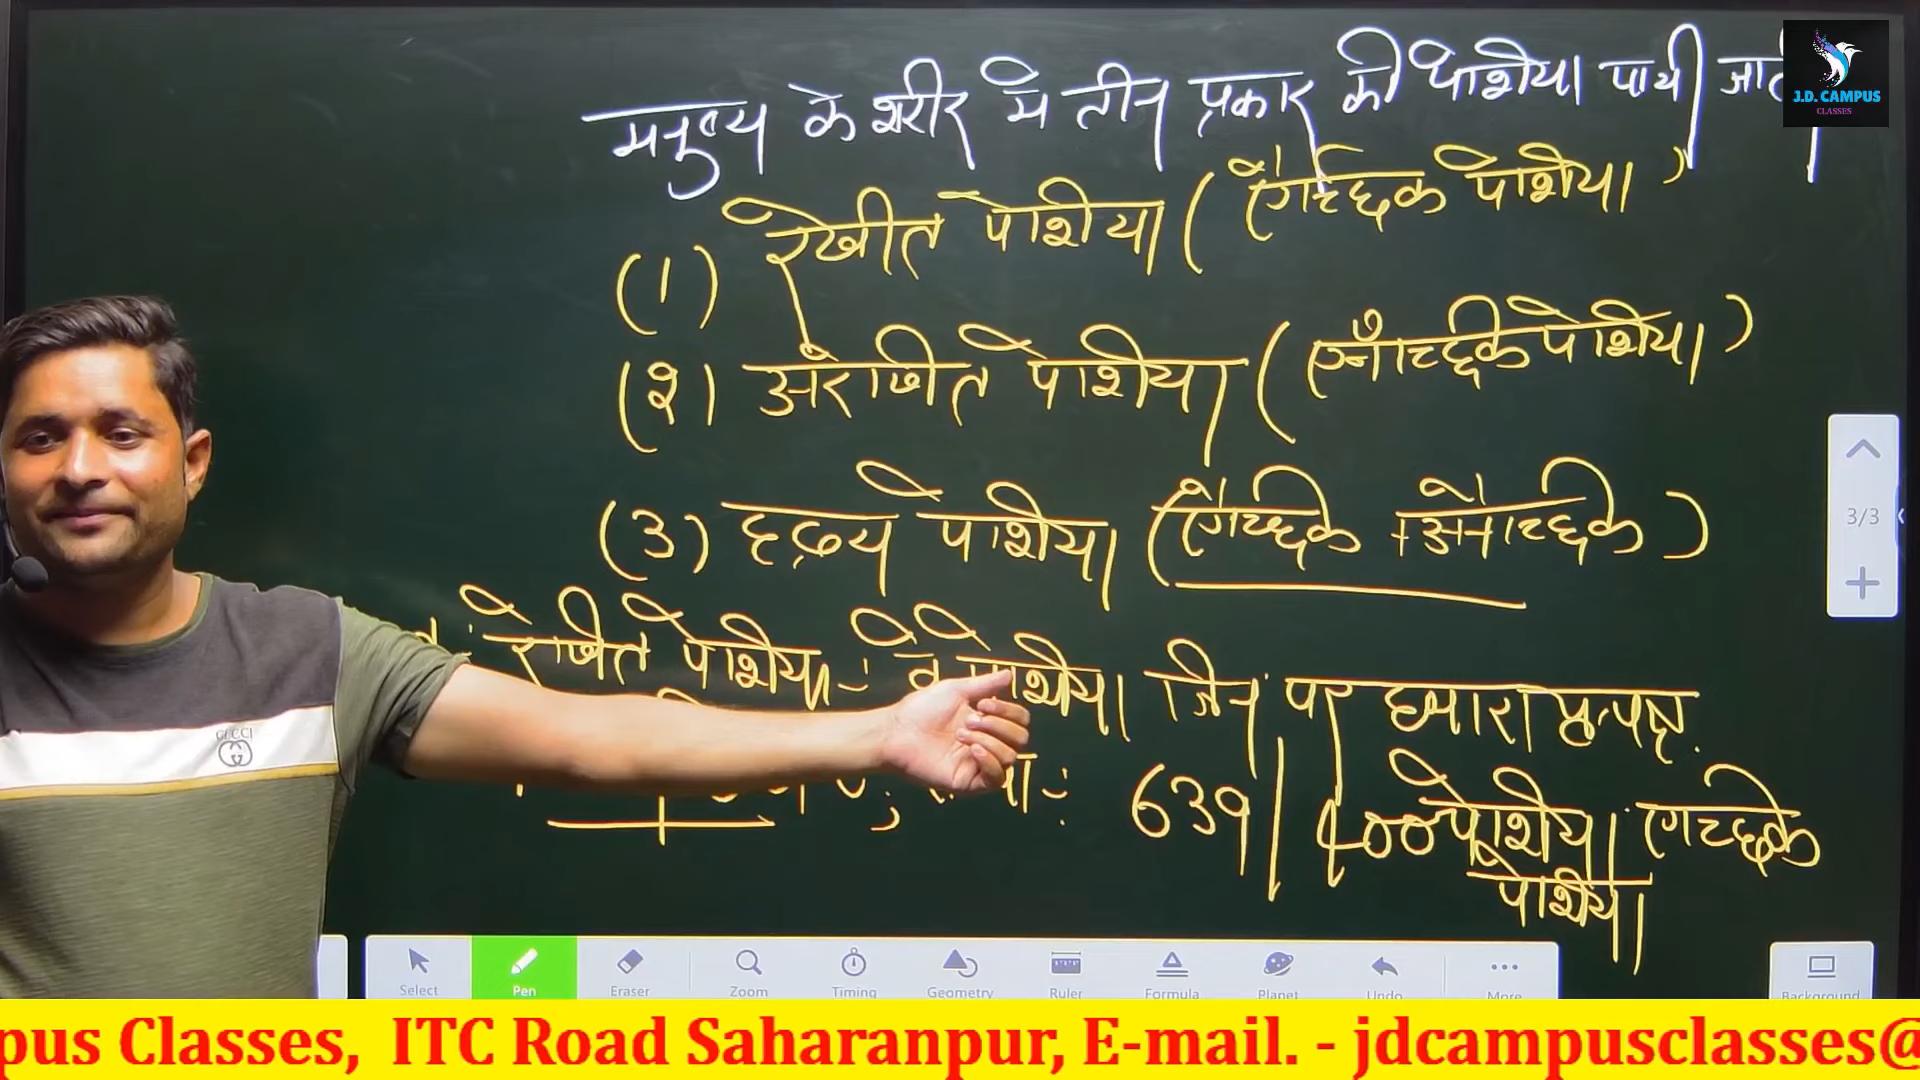 मनुष्य के शरीर मे तीन प्रकार की पेशीया पायी जाती
J.D. CAMPUS
CLASSES
(1) रेखीत पेशीया (ऐच्छिक पेशीया)
(२) अरेखीत पेशीया (अनैच्छिक पेशीया)
(3) हृदय पेशीया (ऐच्छिक + अनैच्छिक)
रेखीत पेशीया :- वे पेशीया जिन पर हमारा
639 | 400 पेशीया ऐच्छिक
पेशीया
3/3
GUCCI
Select Pen Eraser Zoom Timing Geometry Ruler Formula Planet Undo More Background
pus Classes, ITC Road Saharanpur, E-mail. - jdcampusclasses@